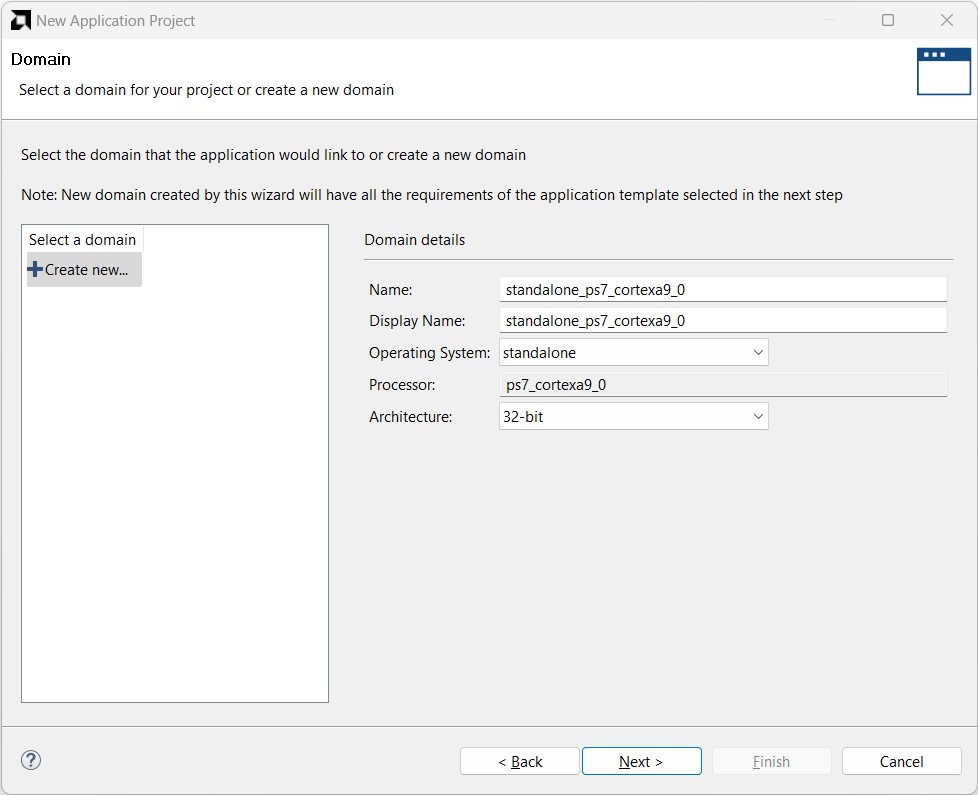 New Application Project
Domain
Select a domain for your project or create a new domain
Select the domain that the application would link to or create a new domain
Note: New domain created by this wizard will have all the requirements of the application template selected in the next step
Select a domain
Create new...
Domain details
Name: standalone_ps7_cortexa9_0
Display Name: standalone_ps7_cortexa9_0
Operating System: standalone
Processor: ps7_cortexa9_0
Architecture: 32-bit
? < Back Next > Finish Cancel